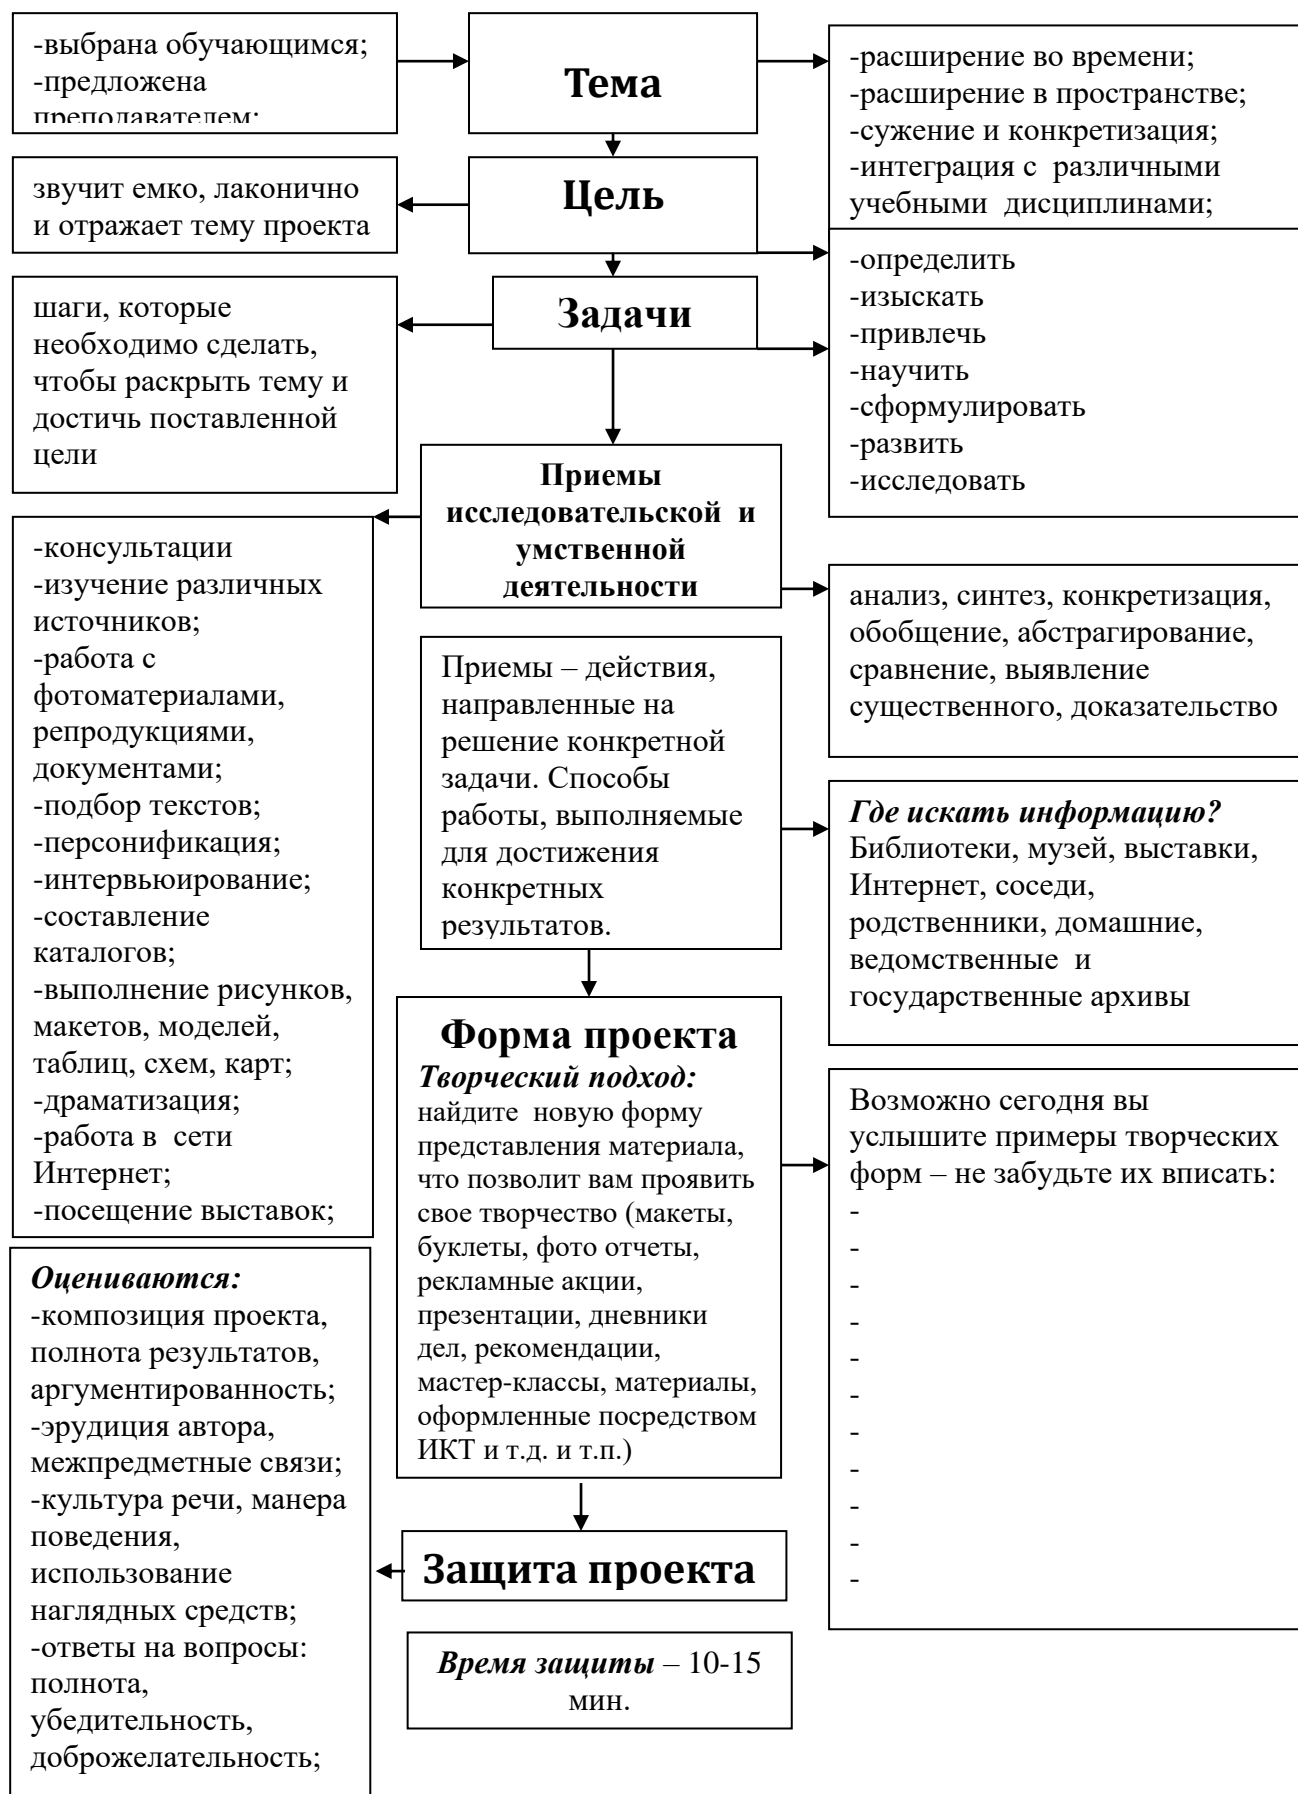 -выбрана обучающимся;
-предложена
преподавателем;
Тема
-расширение во времени;
-расширение в пространстве;
-сужение и конкретизация;
-интеграция с различными
учебными дисциплинами;
звучит емко, лаконично
и отражает тему проекта
Цель
шаги, которые
необходимо сделать,
чтобы раскрыть тему и
достичь поставленной
цели
Задачи
-определить
-изыскать
-привлечь
-научить
-сформулировать
-развить
-исследовать
Приемы
исследовательской и
умственной
деятельности
-консультации
-изучение различных
источников;
-работа с
фотоматериалами,
репродукциями,
документами;
-подбор текстов;
-персонификация;
-интервьюирование;
-составление
каталогов;
-выполнение рисунков,
макетов, моделей,
таблиц, схем, карт;
-драматизация;
-работа в сети
Интернет;
-посещение выставок;
анализ, синтез, конкретизация,
обобщение, абстрагирование,
сравнение, выявление
существенного, доказательство
Приемы – действия,
направленные на
решение конкретной
задачи. Способы
работы, выполняемые
для достижения
конкретных
результатов.
Где искать информацию?
Библиотеки, музей, выставки,
Интернет, соседи,
родственники, домашние,
ведомственные и
государственные архивы
Форма проекта
Творческий подход:
найдите новую форму
представления материала,
что позволит вам проявить
свое творчество (макеты,
буклеты, фото отчеты,
рекламные акции,
презентации, дневники
дел, рекомендации,
мастер-классы, материалы,
оформленные посредством
ИКТ и т.д. и т.п.)
Возможно сегодня вы
услышите примеры творческих
форм – не забудьте их вписать:
-
-
-
-
-
-
-
-
-
-
-
Оцениваются:
-композиция проекта,
полнота результатов,
аргументированность;
-эрудиция автора,
межпредметные связи;
-культура речи, манера
поведения,
использование
наглядных средств;
-ответы на вопросы:
полнота,
убедительность,
доброжелательность;
Защита проекта
Время защиты – 10-15
мин.